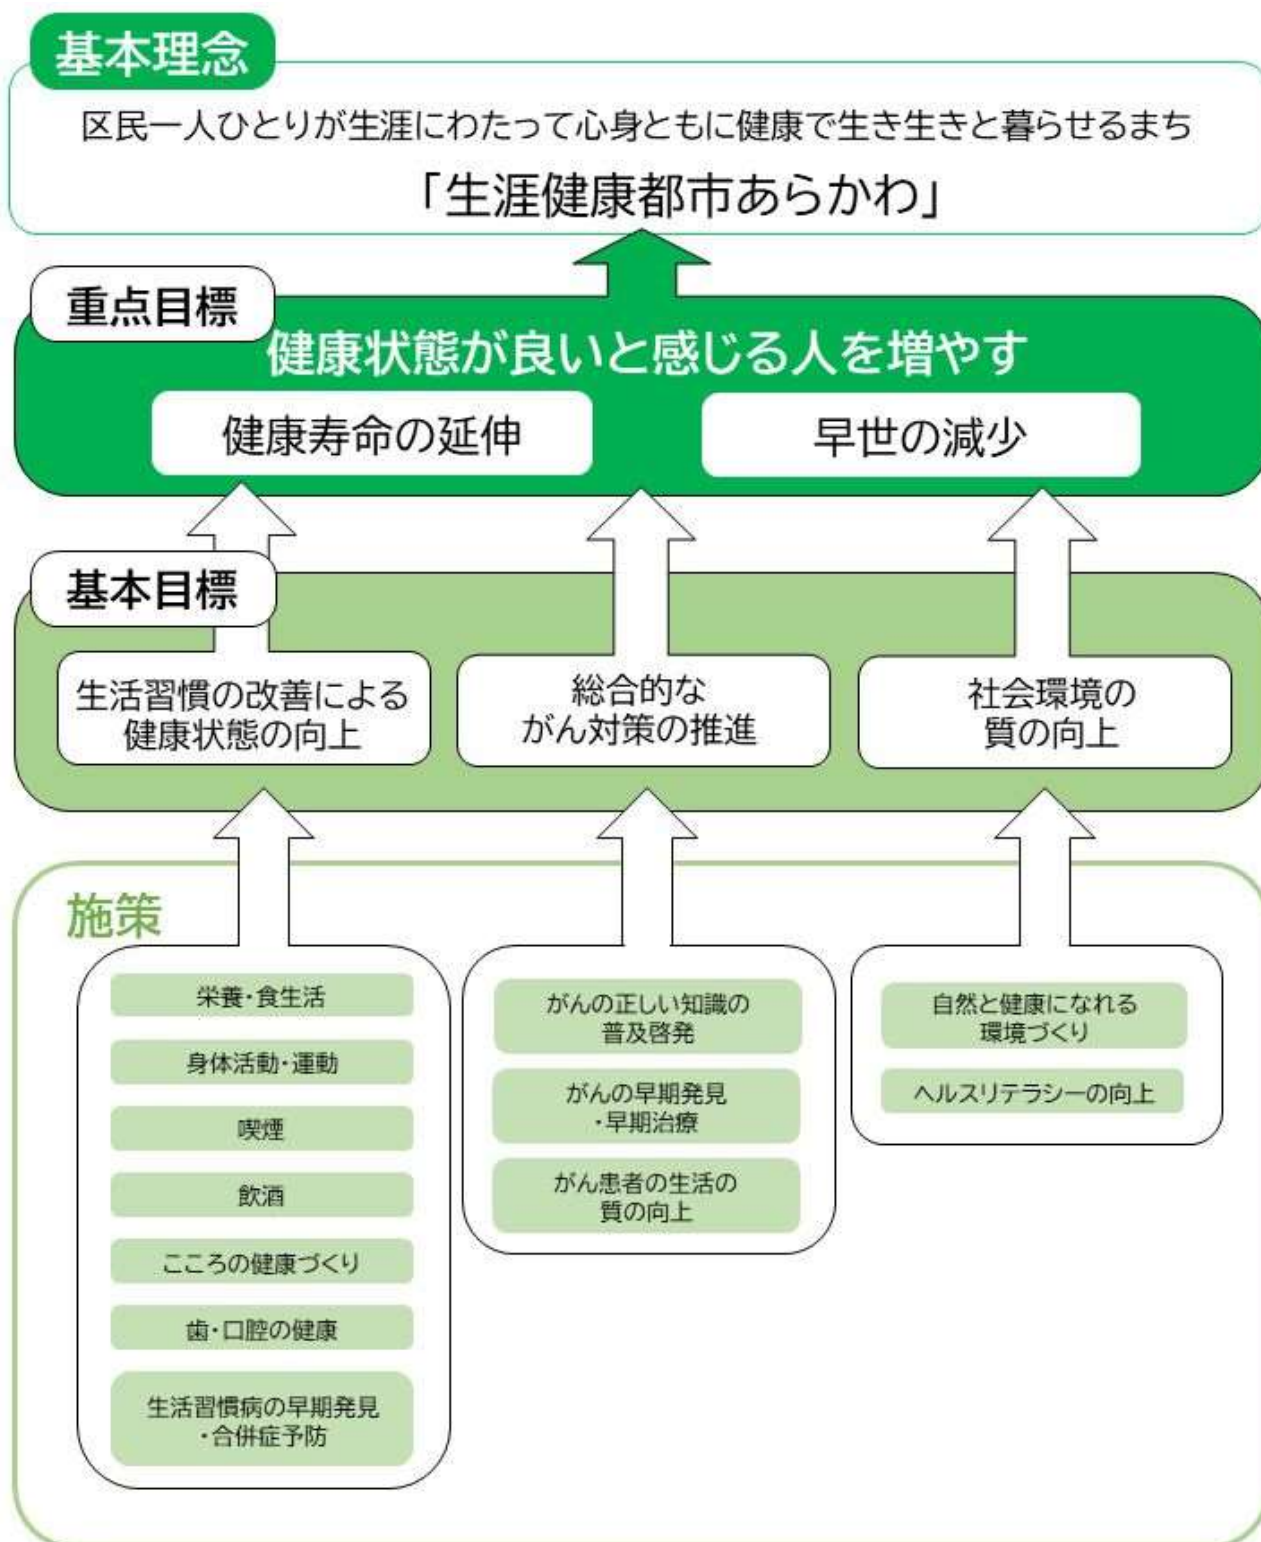 基本理念
区民一人ひとりが生涯にわたって心身ともに健康で生き生きと暮らせるまち
「生涯健康都市あらかわ」
重点目標
健康状態が良いと感じる人を増やす
健康寿命の延伸
早世の減少
基本目標
生活習慣の改善による
健康状態の向上
総合的な
がん対策の推進
社会環境の
質の向上
施策
栄養・食生活
身体活動・運動
喫煙
飲酒
こころの健康づくり
歯・口腔の健康
生活習慣病の早期発見
・合併症予防
がんの正しい知識の
普及啓発
がんの早期発見
・早期治療
がん患者の生活の
質の向上
自然と健康になれる
環境づくり
ヘルスリテラシーの向上